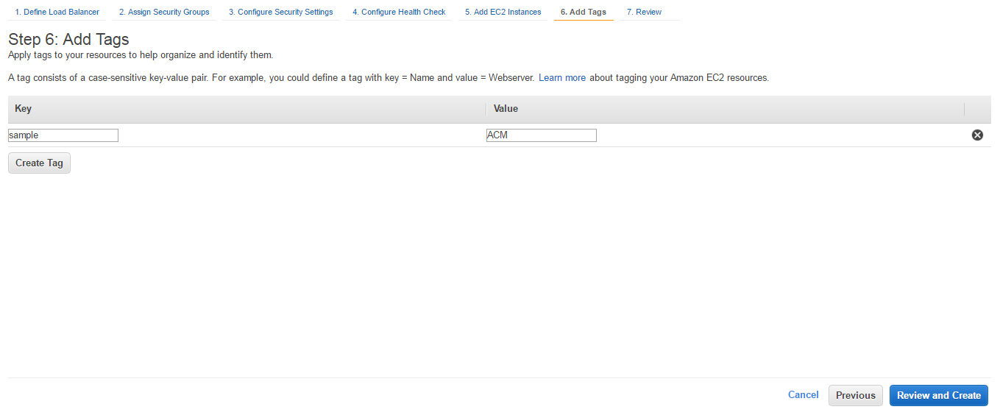 1. Define Load Balancer 2. Assign Security Groups 3. Configure Security Settings 4. Configure Health Check 5. Add EC2 Instances 6. Add Tags 7. Review
Step 6: Add Tags
Apply tags to your resources to help organize and identify them.
A tag consists of a case-sensitive key-value pair. For example, you could define a tag with key = Name and value = Webserver. Learn more about tagging your Amazon EC2 resources.
Key Value
sample ACM
Create Tag
Cancel Previous Review and Create